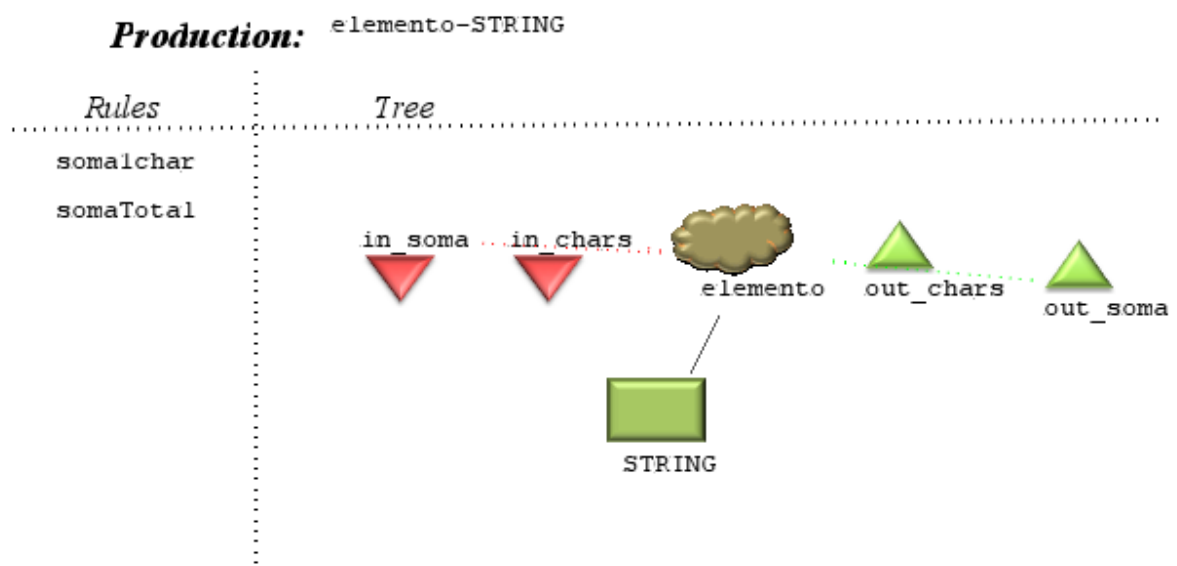 Production: elemento-STRING
Rules Tree
soma1char
somaTotal
in_soma in_chars
elemento out_chars
out_soma
STRING